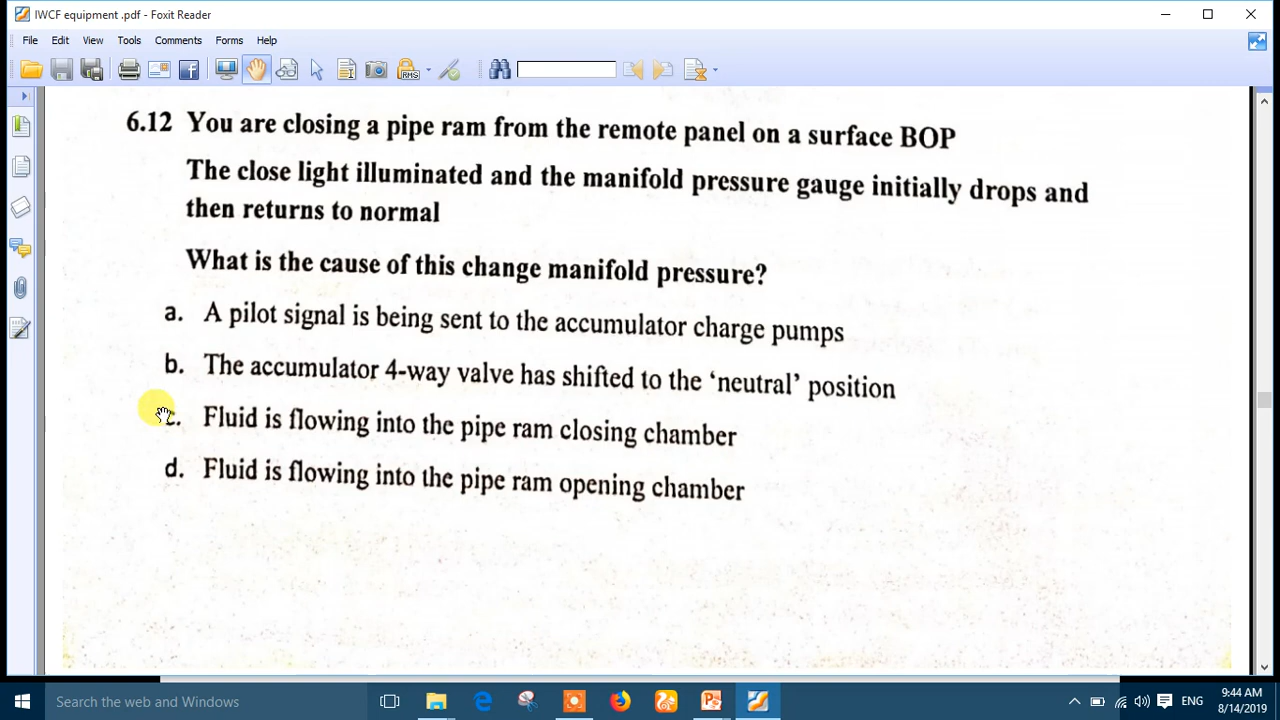 IWCF equipment .pdf - Foxit Reader
File Edit View Tools Comments Forms Help
RMS
6.12 You are closing a pipe ram from the remote panel on a surface BOP
The close light illuminated and the manifold pressure gauge initially drops and
then returns to normal
What is the cause of this change manifold pressure?
a. A pilot signal is being sent to the accumulator charge pumps
b. The accumulator 4-way valve has shifted to the ‘neutral’ position
Fluid is flowing into the pipe ram closing chamber
d. Fluid is flowing into the pipe ram opening chamber
Search the web and Windows
ENG
9:44 AM
8/14/2019